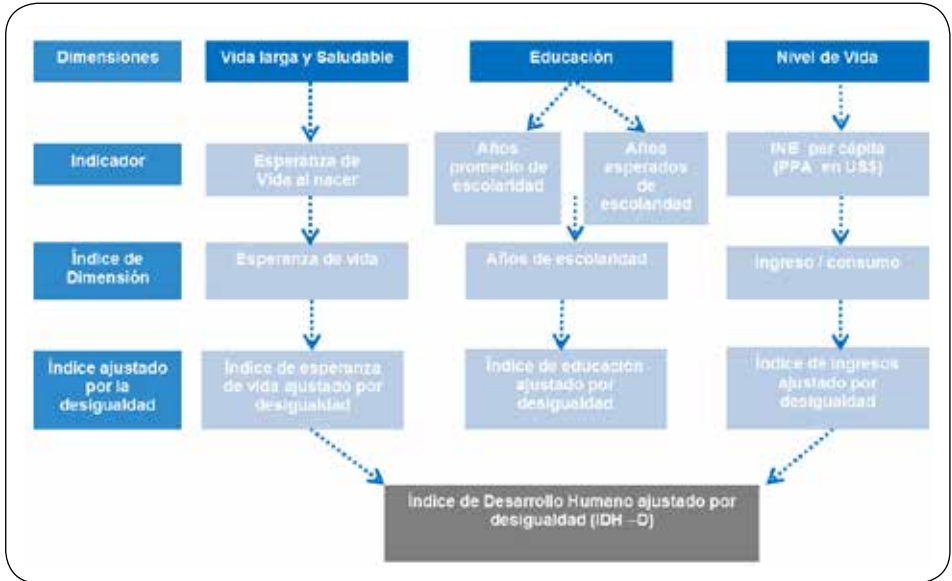 Dimensiones
Vida larga y Saludable
Educación
Nivel de Vida
Indicador
Esperanza de
Vida al nacer
Años
promedio de
escolaridad
Años
esperados
de
escolaridad
INB per cápita
(PPA en US$)
Índice de
Dimensión
Esperanza de vida
Años de escolaridad
Ingreso / consumo
Índice ajustado
por la
desigualdad
Índice de esperanza
de vida ajustado por
desigualdad
Índice de educación
ajustado por
desigualdad
Índice de ingresos
ajustado por
desigualdad
Índice de Desarrollo Humano ajustado por
desigualdad (IDH –D)